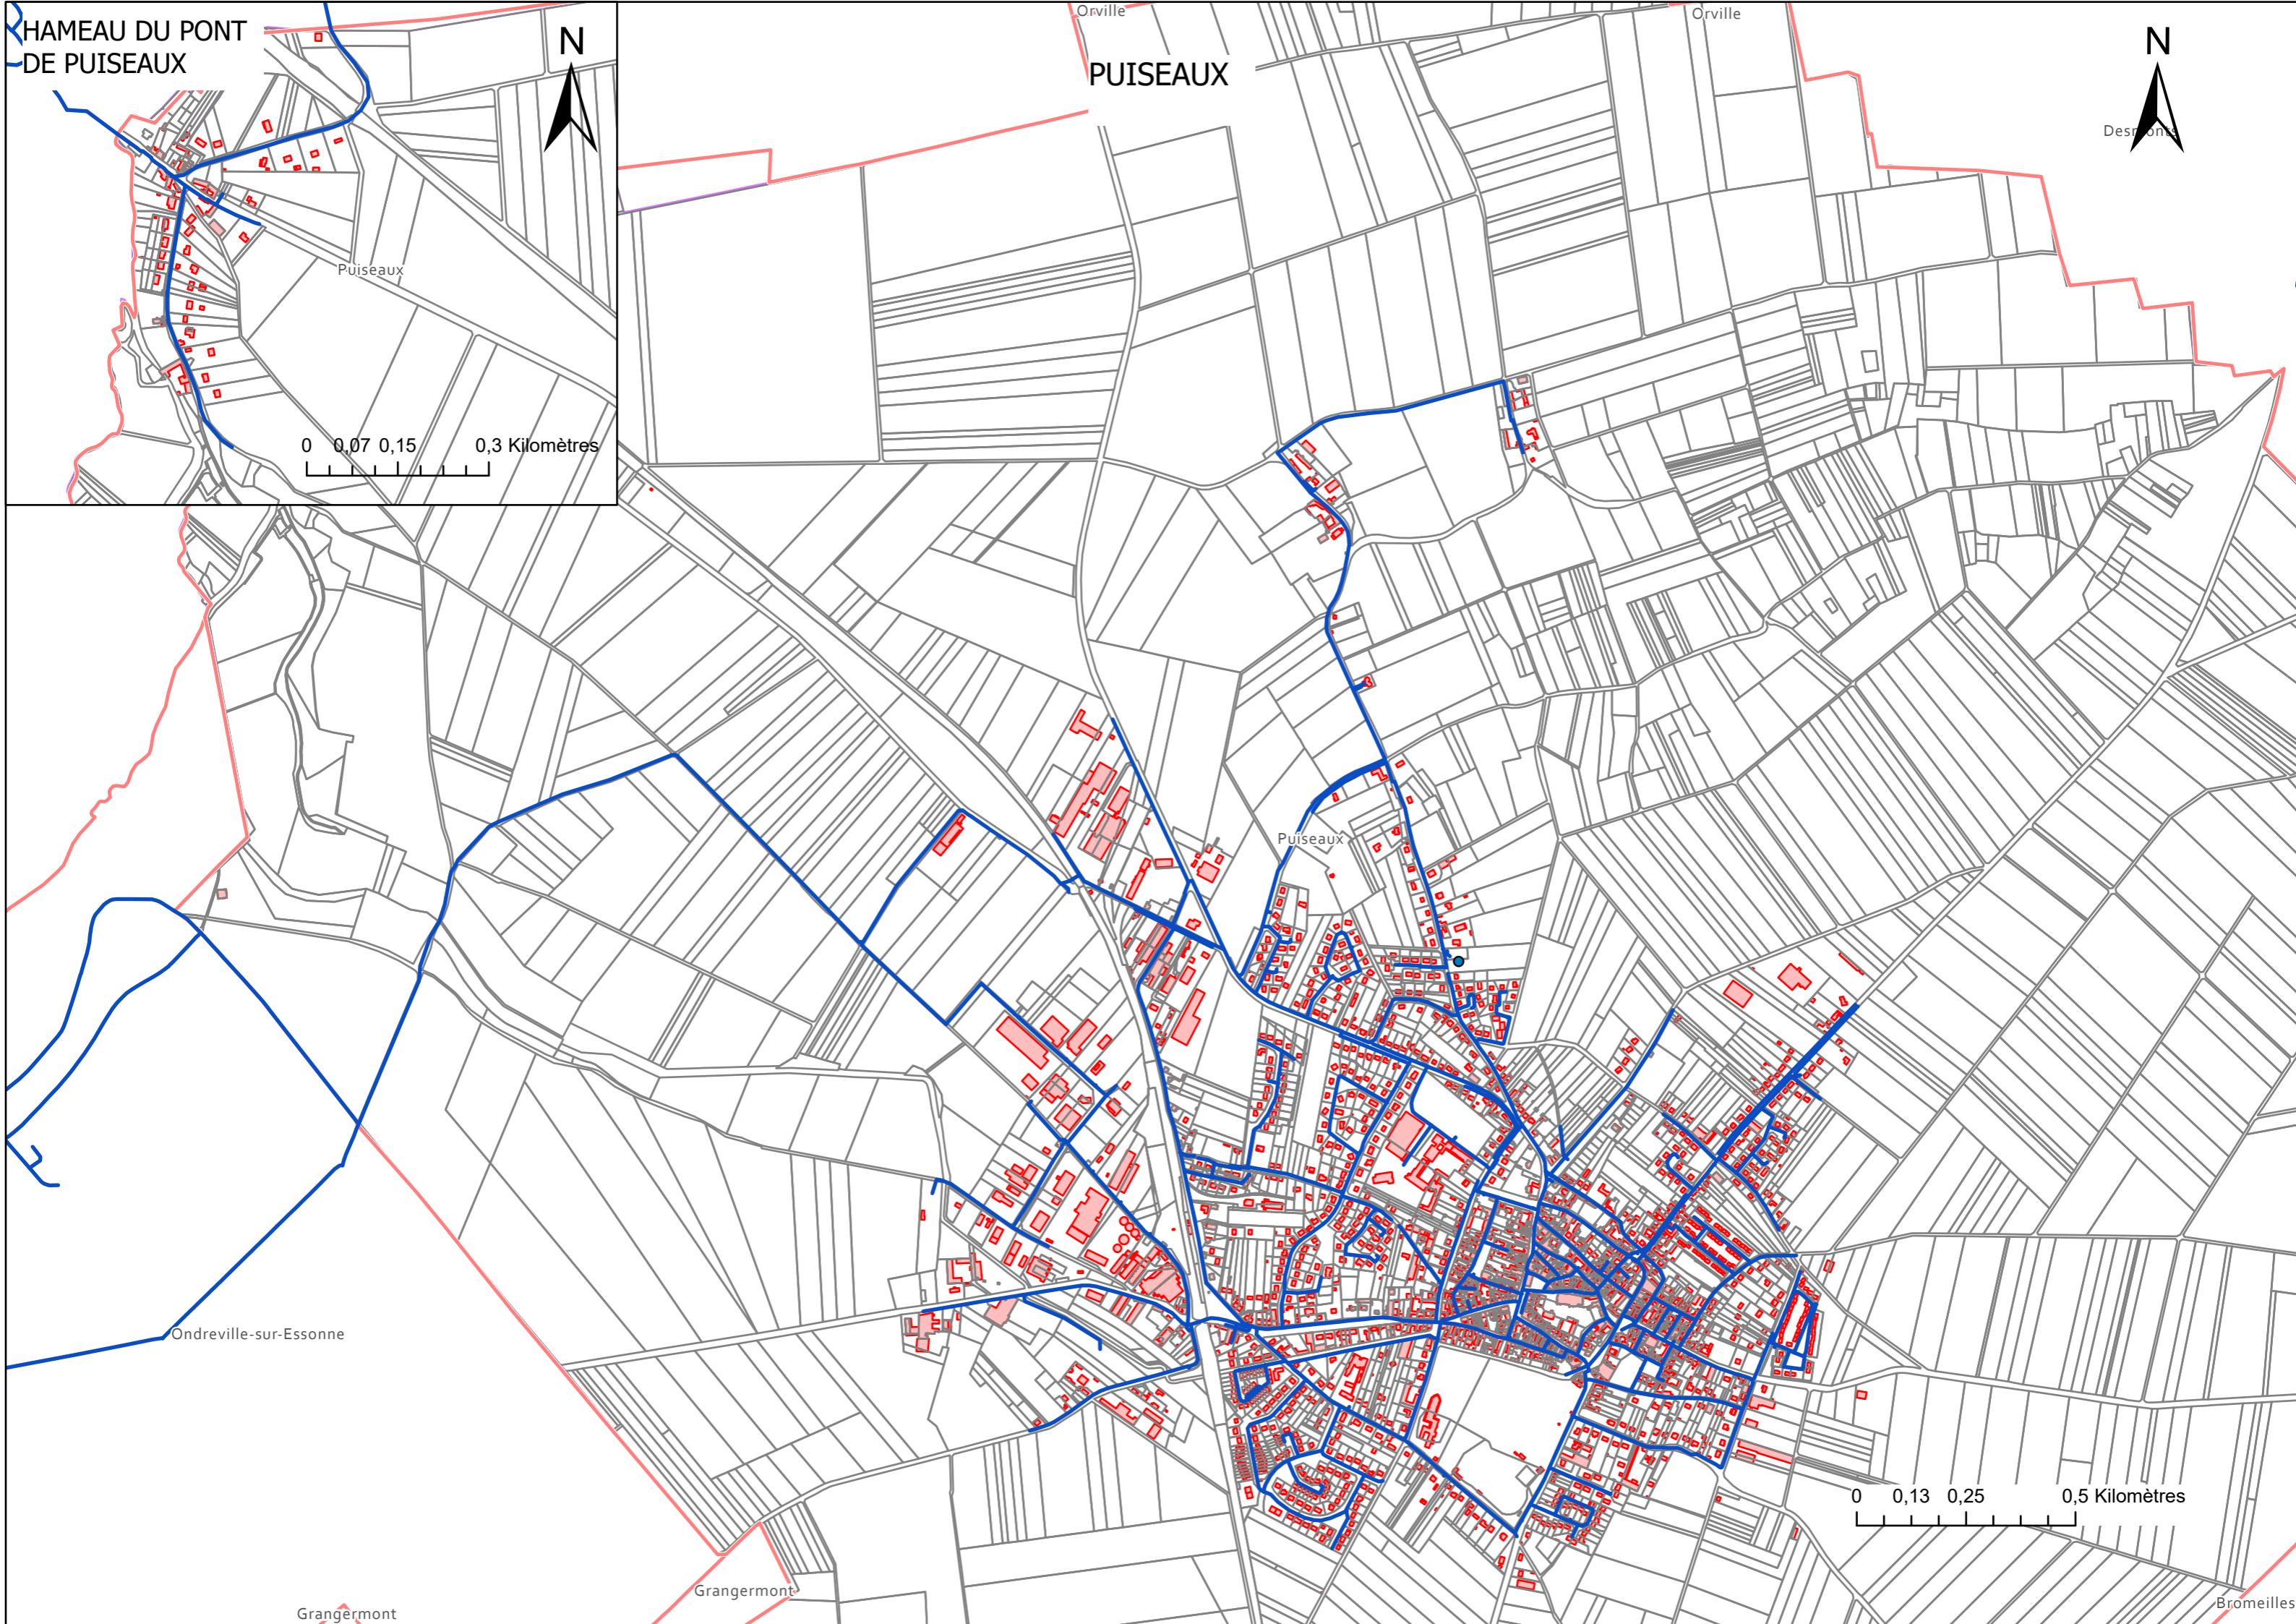 HAMEAU DU PONT
DE PUISEAUX
N
Puiseaux
0 0,07 0,15 0,3 Kilomètres
Orville
Orville
PUISEAUX
N
Desmonts
Puiseaux
Ondreville-sur-Essonne
0 0,13 0,25 0,5 Kilomètres
Grangermont
Grangermont
Bromeilles